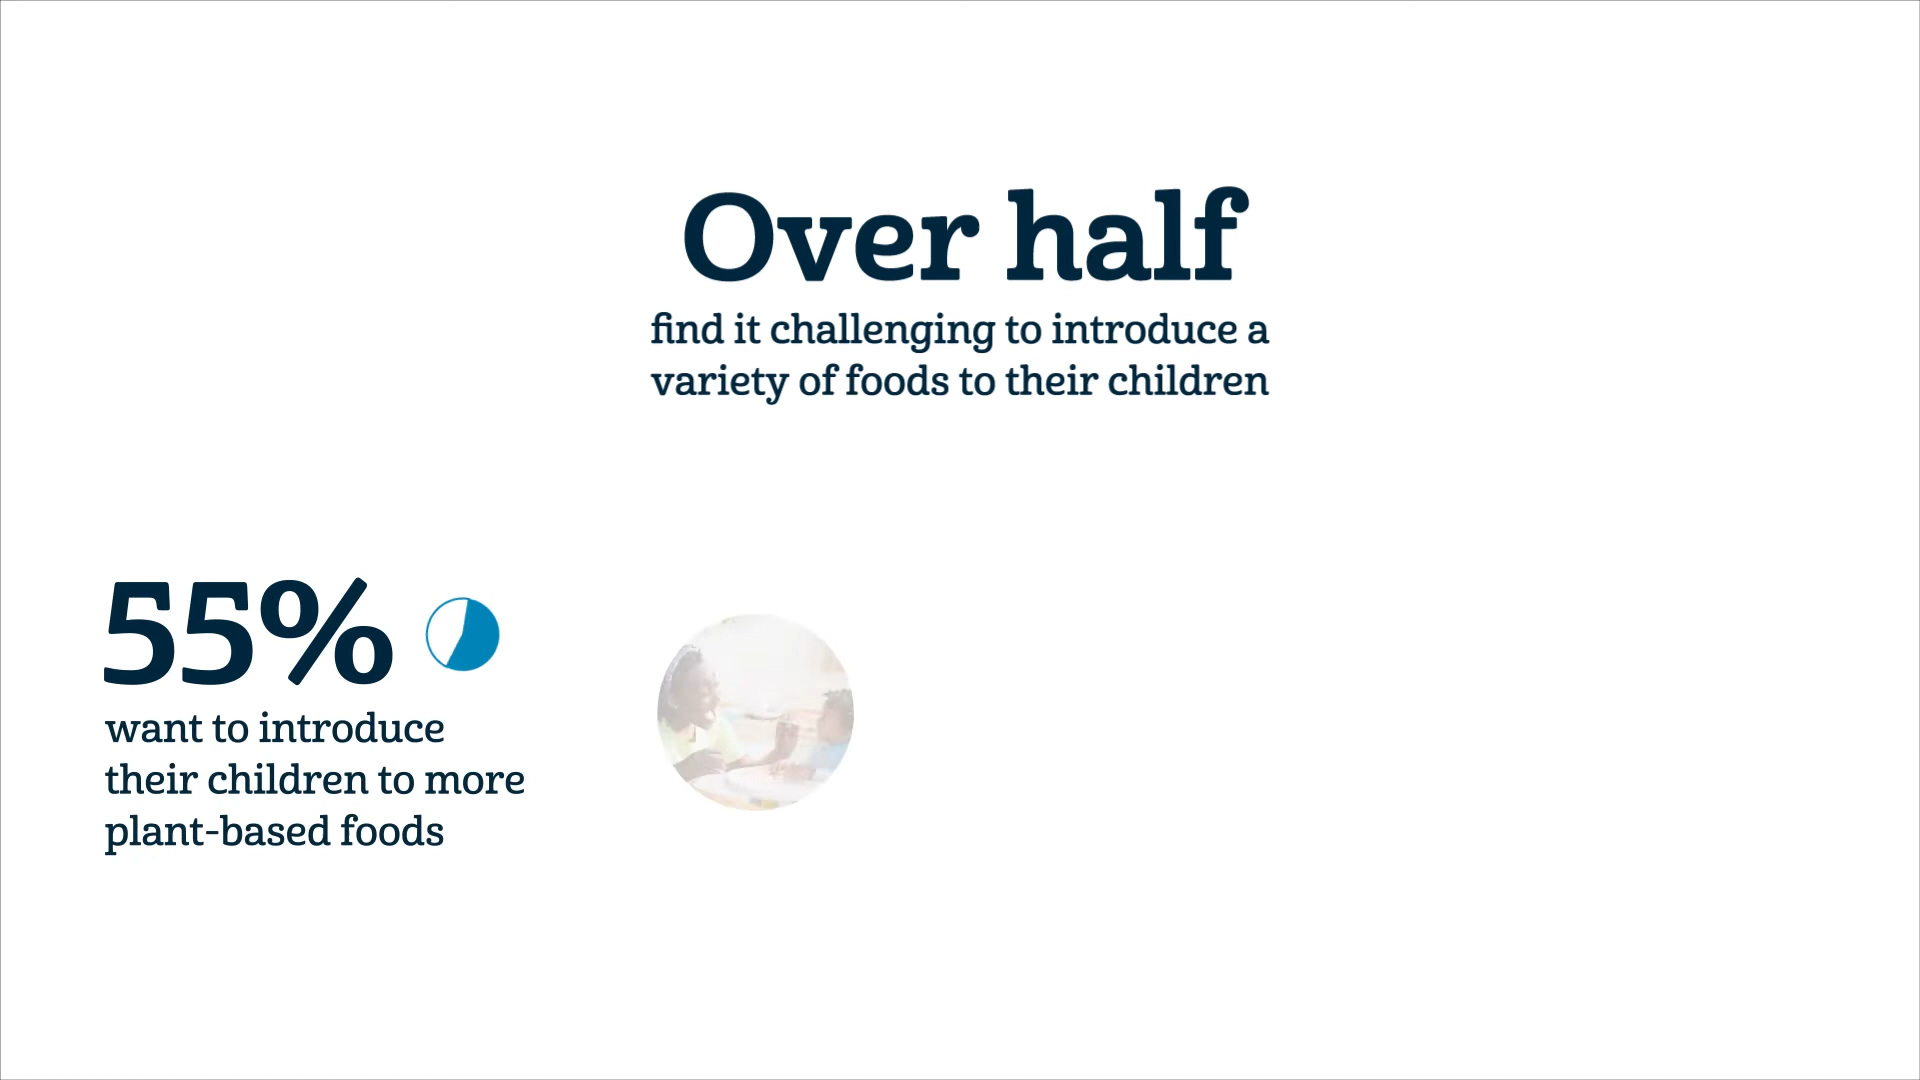 Over half
find it challenging to introduce a
variety of foods to their children
55%
want to introduce
their children to more
plant-based foods